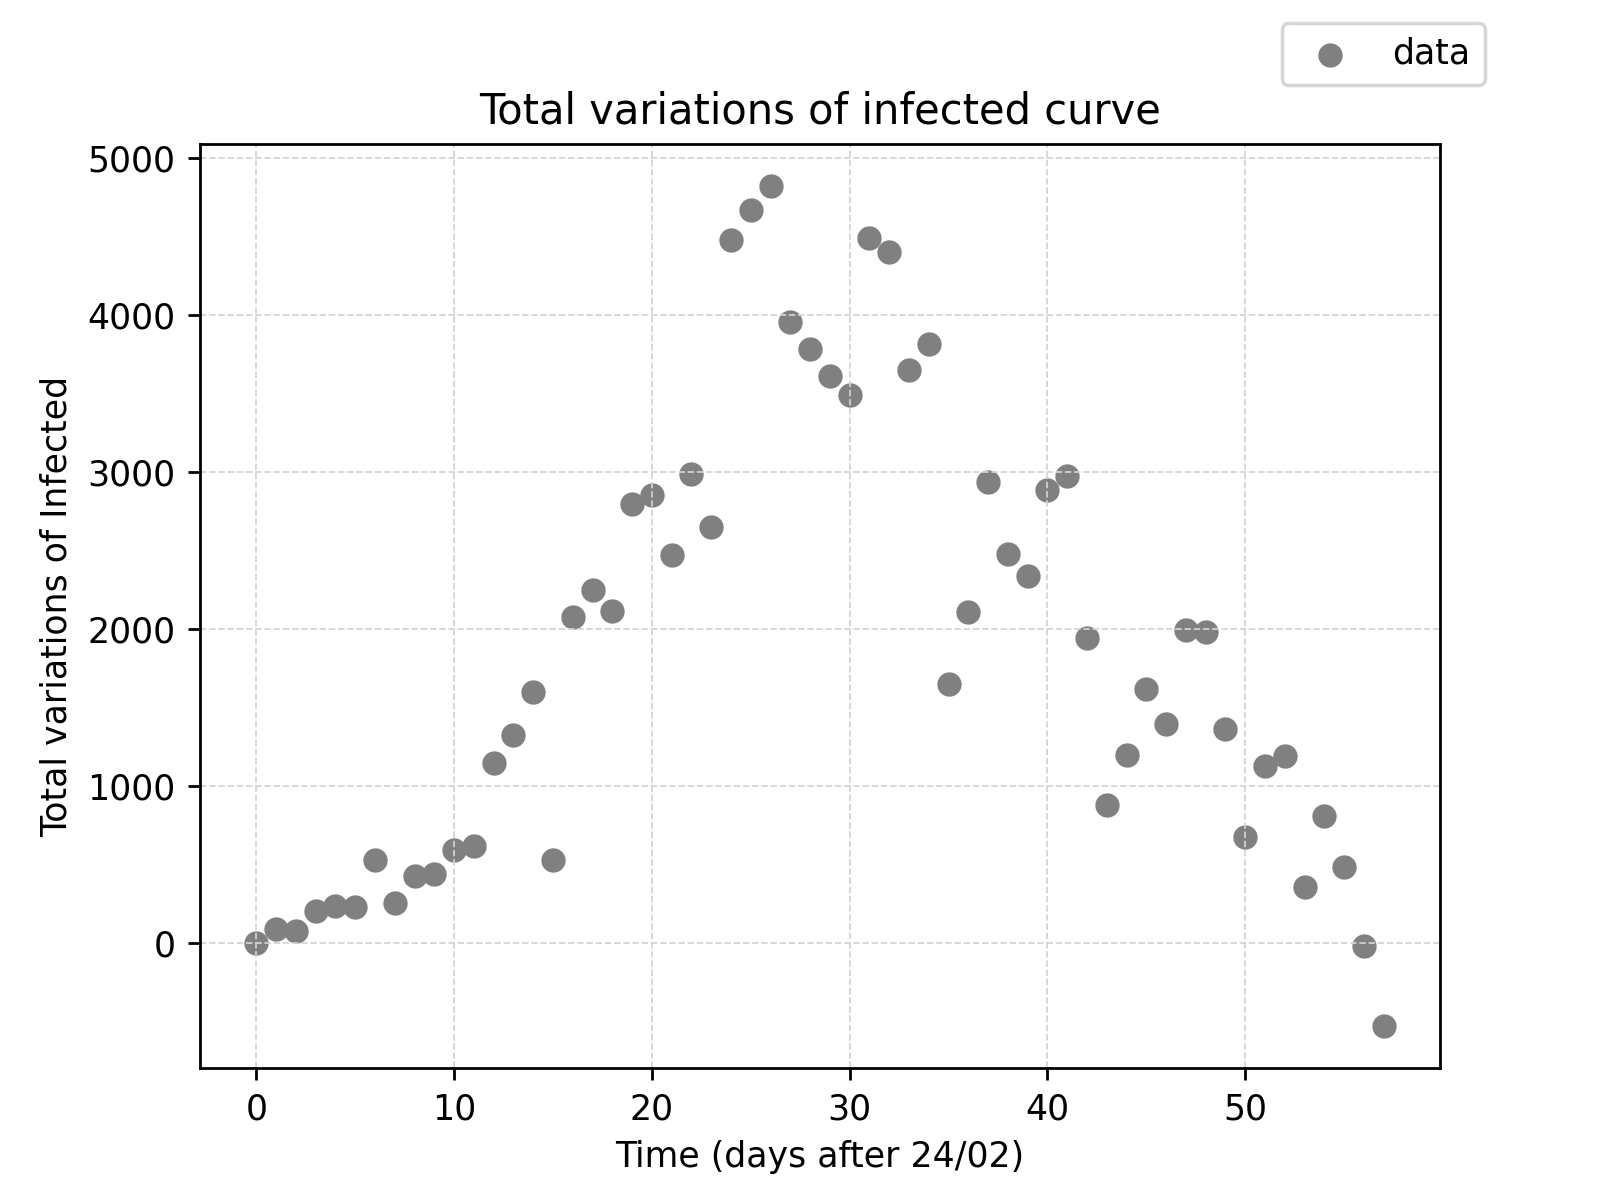 data
Total variations of infected curve
5000
4000
3000
2000
1000
0
Total variations of Infected
0 10 20 30 40 50
Time (days after 24/02)